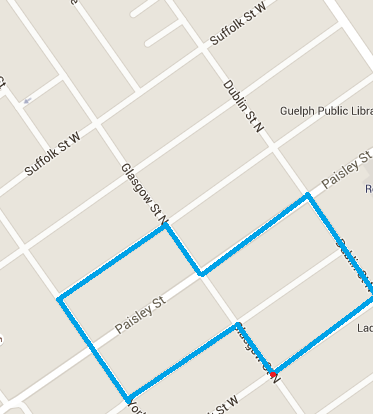 Suffolk St W
Dublin St N
Guelph Public Libra
Suffolk St W
Glasgow St N
Paisley St
R
Dublin St N
Paisley St
Glasgow St N
Lac
York
St W